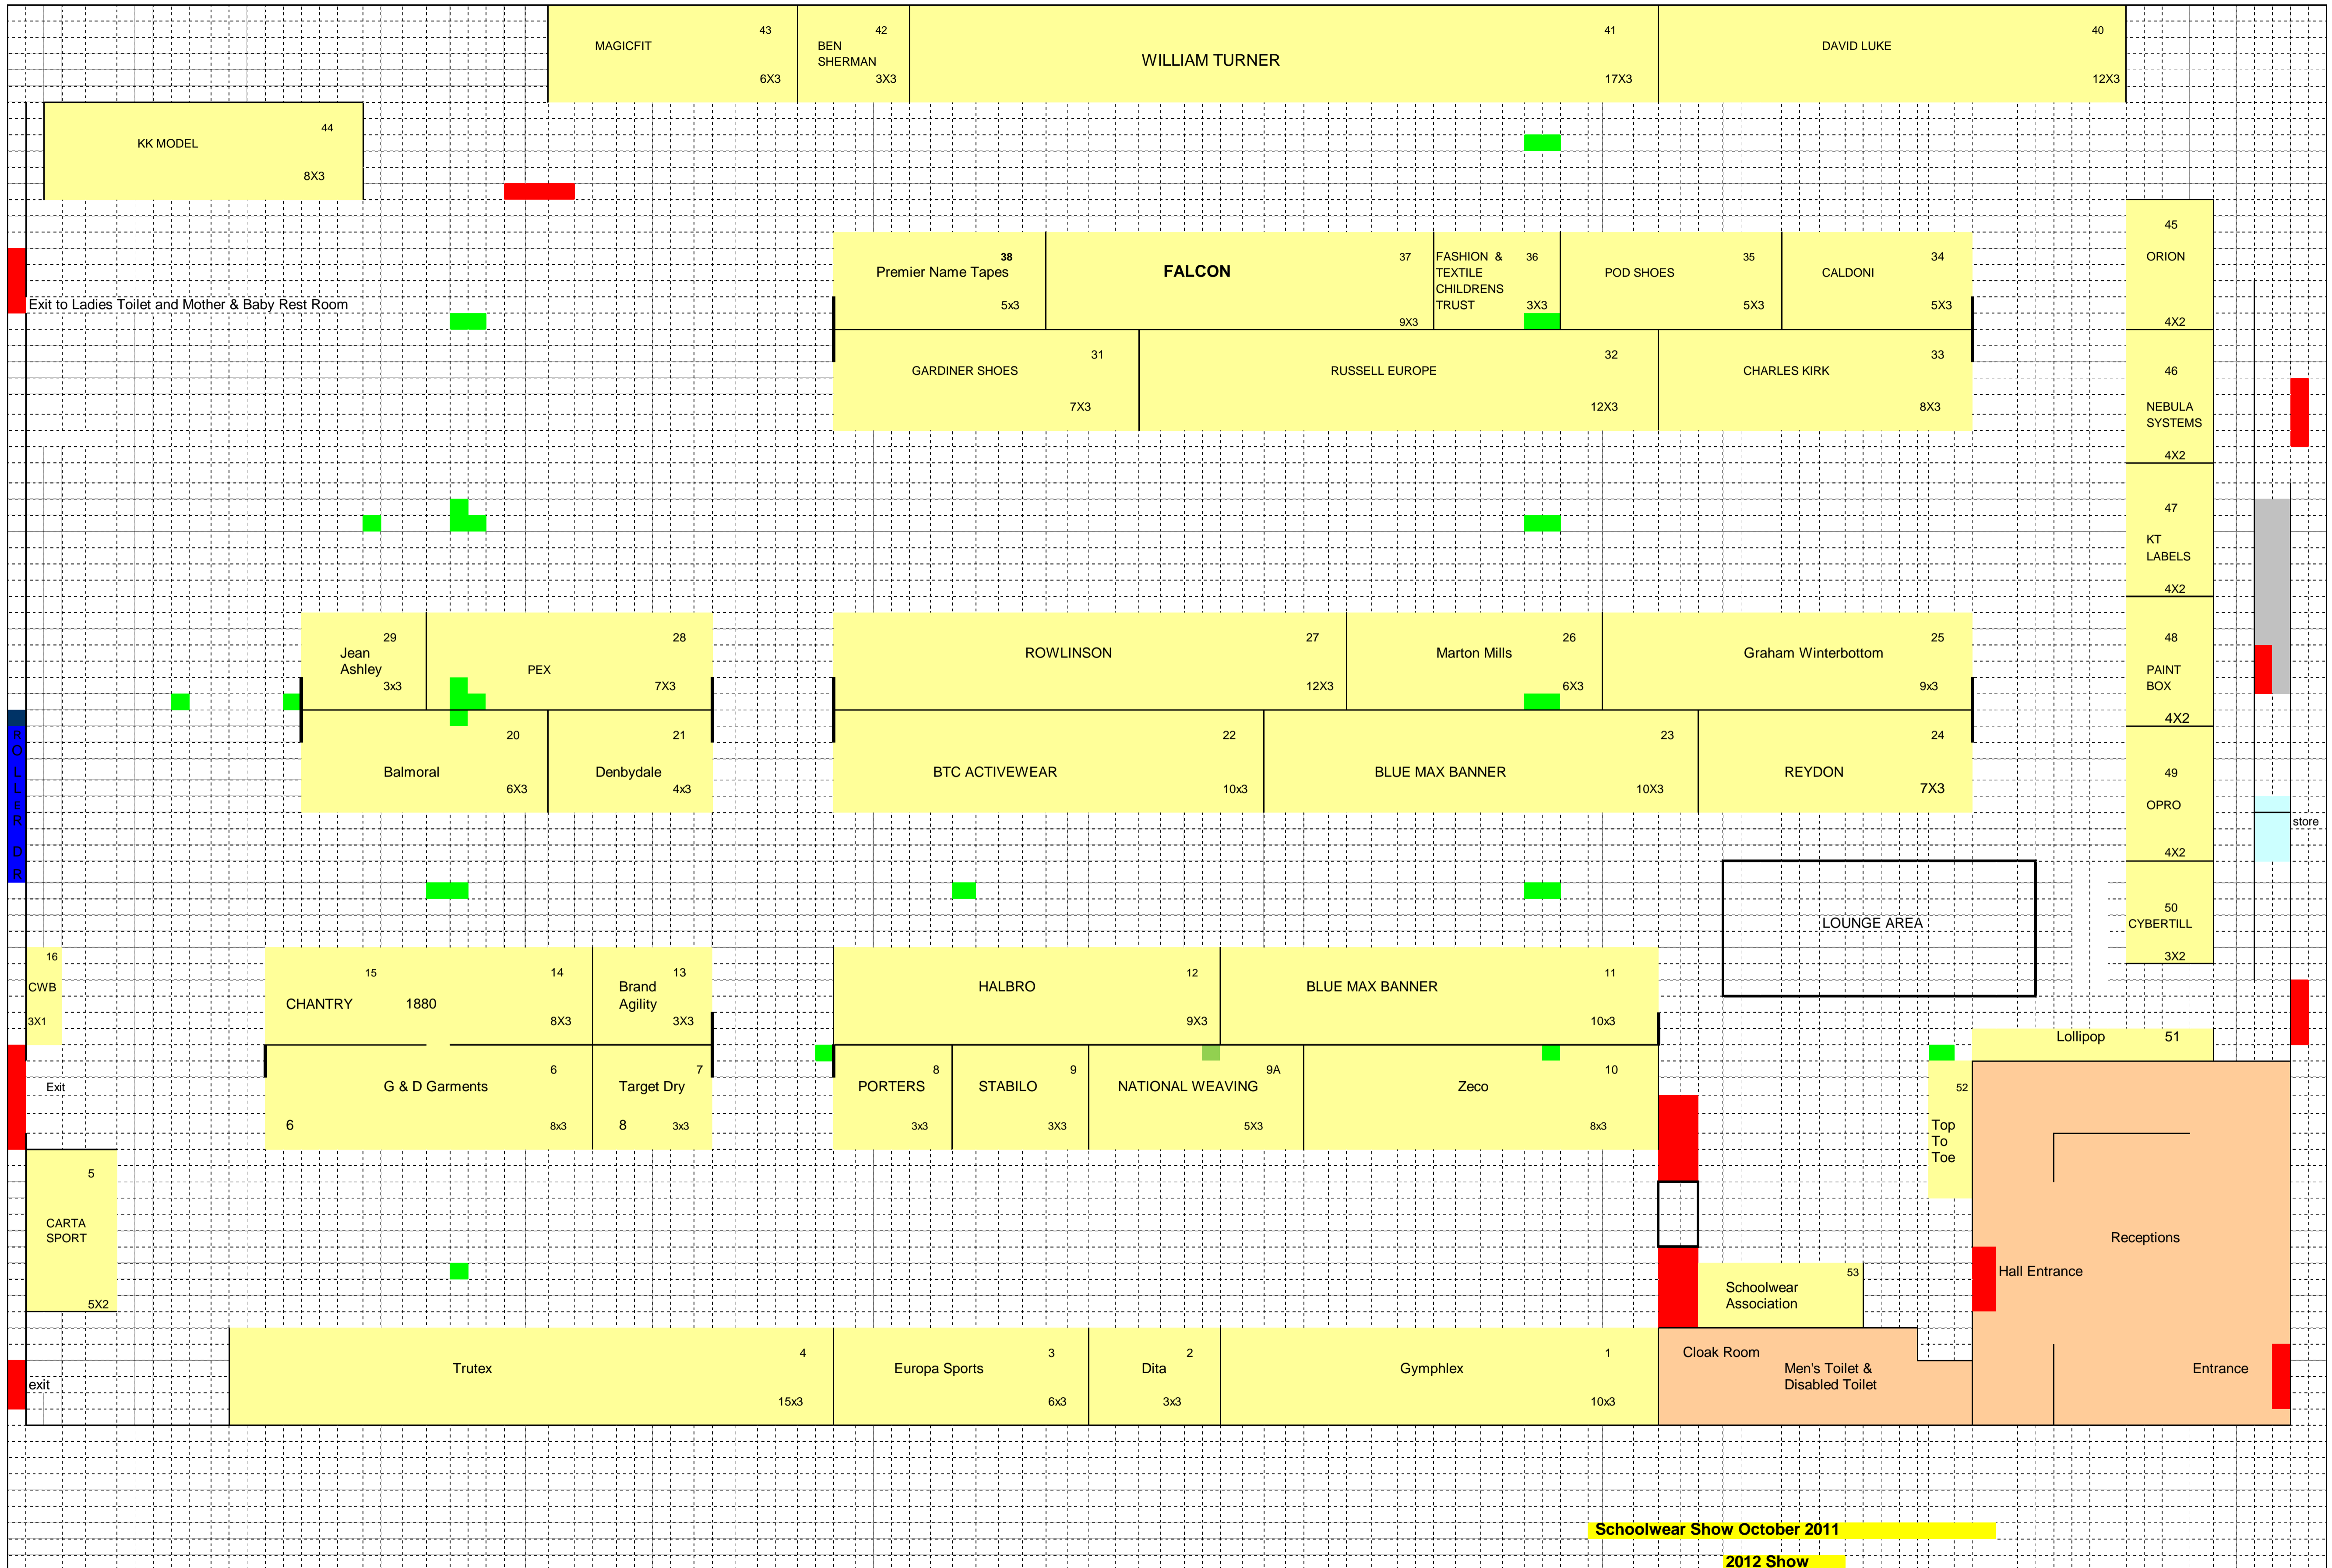 43
42
41
40
MAGICFIT
BEN
SHERMAN
WILLIAM TURNER
DAVID LUKE
6X3
3X3
17X3
12X3
44
KK MODEL
8X3
45
ORION
4X2
38
Premier Name Tapes
5x3
37
FALCON
9X3
FASHION &
TEXTILE
CHILDRENS
TRUST
36
3X3
35
POD SHOES
5X3
34
CALDONI
5X3
Exit to Ladies Toilet and Mother & Baby Rest Room
31
GARDINER SHOES
7X3
32
RUSSELL EUROPE
12X3
33
CHARLES KIRK
8X3
46
NEBULA
SYSTEMS
4X2
47
KT
LABELS
4X2
29
Jean
Ashley
3x3
28
PEX
7X3
27
ROWLINSON
12X3
26
Marton Mills
6X3
25
Graham Winterbottom
9x3
48
PAINT
BOX
4X2
ROLLER DR
20
Balmoral
6X3
21
Denbydale
4x3
22
BTC ACTIVEWEAR
10x3
23
BLUE MAX BANNER
10X3
24
REYDON
7X3
49
OPRO
4X2
store
LOUNGE AREA
50
CYBERTILL
3X2
16
CWB
3X1
15
14
CHANTRY 1880
8X3
13
Brand
Agility
3X3
12
HALBRO
9X3
11
BLUE MAX BANNER
10x3
Lollipop 51
Exit
6
G & D Garments
6
8x3
7
Target Dry
8
3x3
8
PORTERS
3x3
9
STABILO
3X3
9A
NATIONAL WEAVING
5X3
10
Zeco
8x3
52
Top
To
Toe
5
CARTA
SPORT
5X2
Receptions
Hall Entrance
53
Schoolwear
Association
4
Trutex
15x3
3
Europa Sports
6x3
2
Dita
3x3
1
Gymphlex
10x3
Cloak Room
Men's Toilet &
Disabled Toilet
Entrance
exit
Schoolwear Show October 2011
2012 Show